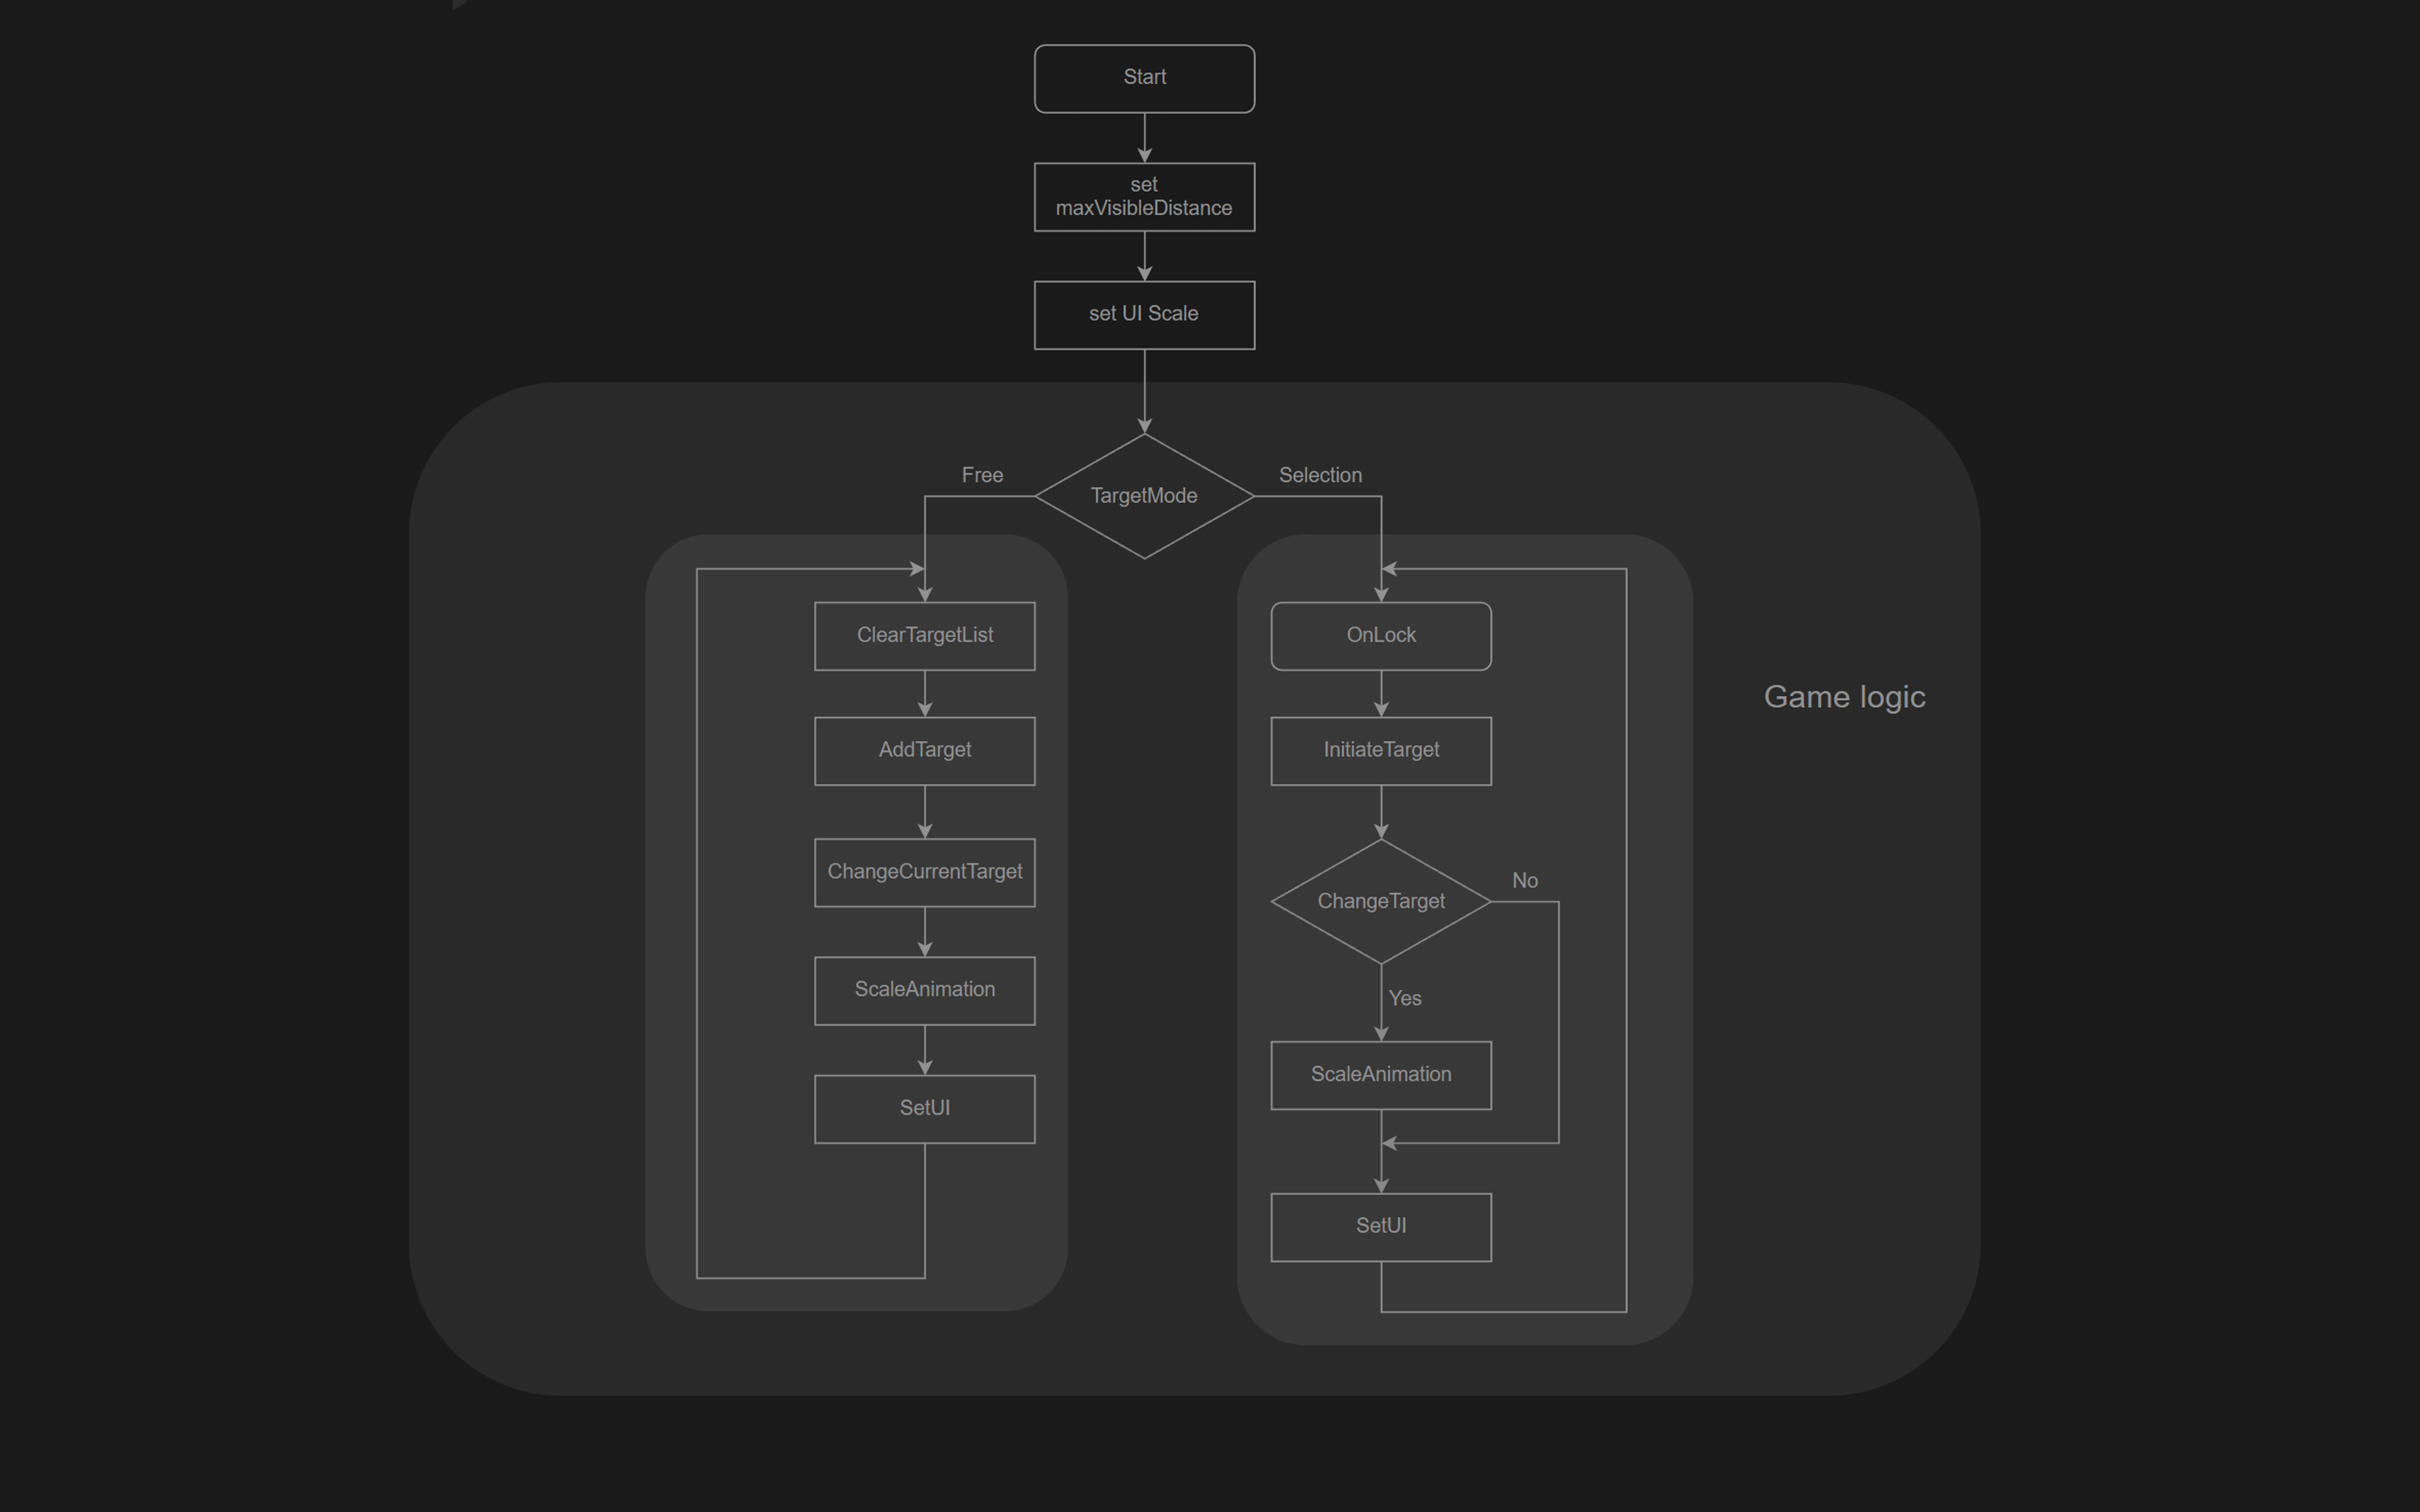 Start
set
maxVisibleDistance
set UI Scale
Free
Selection
TargetMode
ClearTargetList
AddTarget
ChangeCurrentTarget
ScaleAnimation
SetUI
OnLock
InitiateTarget
ChangeTarget
No
Yes
ScaleAnimation
SetUI
Game logic